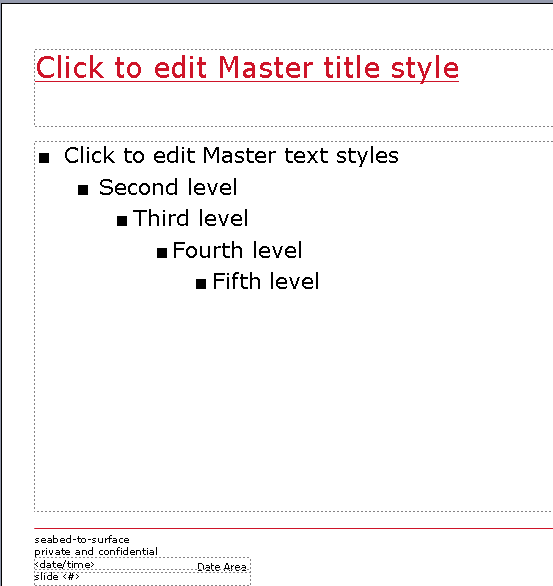 Click to edit Master title style
■ Click to edit Master text styles
■ Second level
■ Third level
■ Fourth level
■ Fifth level
seabed-to-surface
private and confidential
<date/time> Date Area
slide <#>